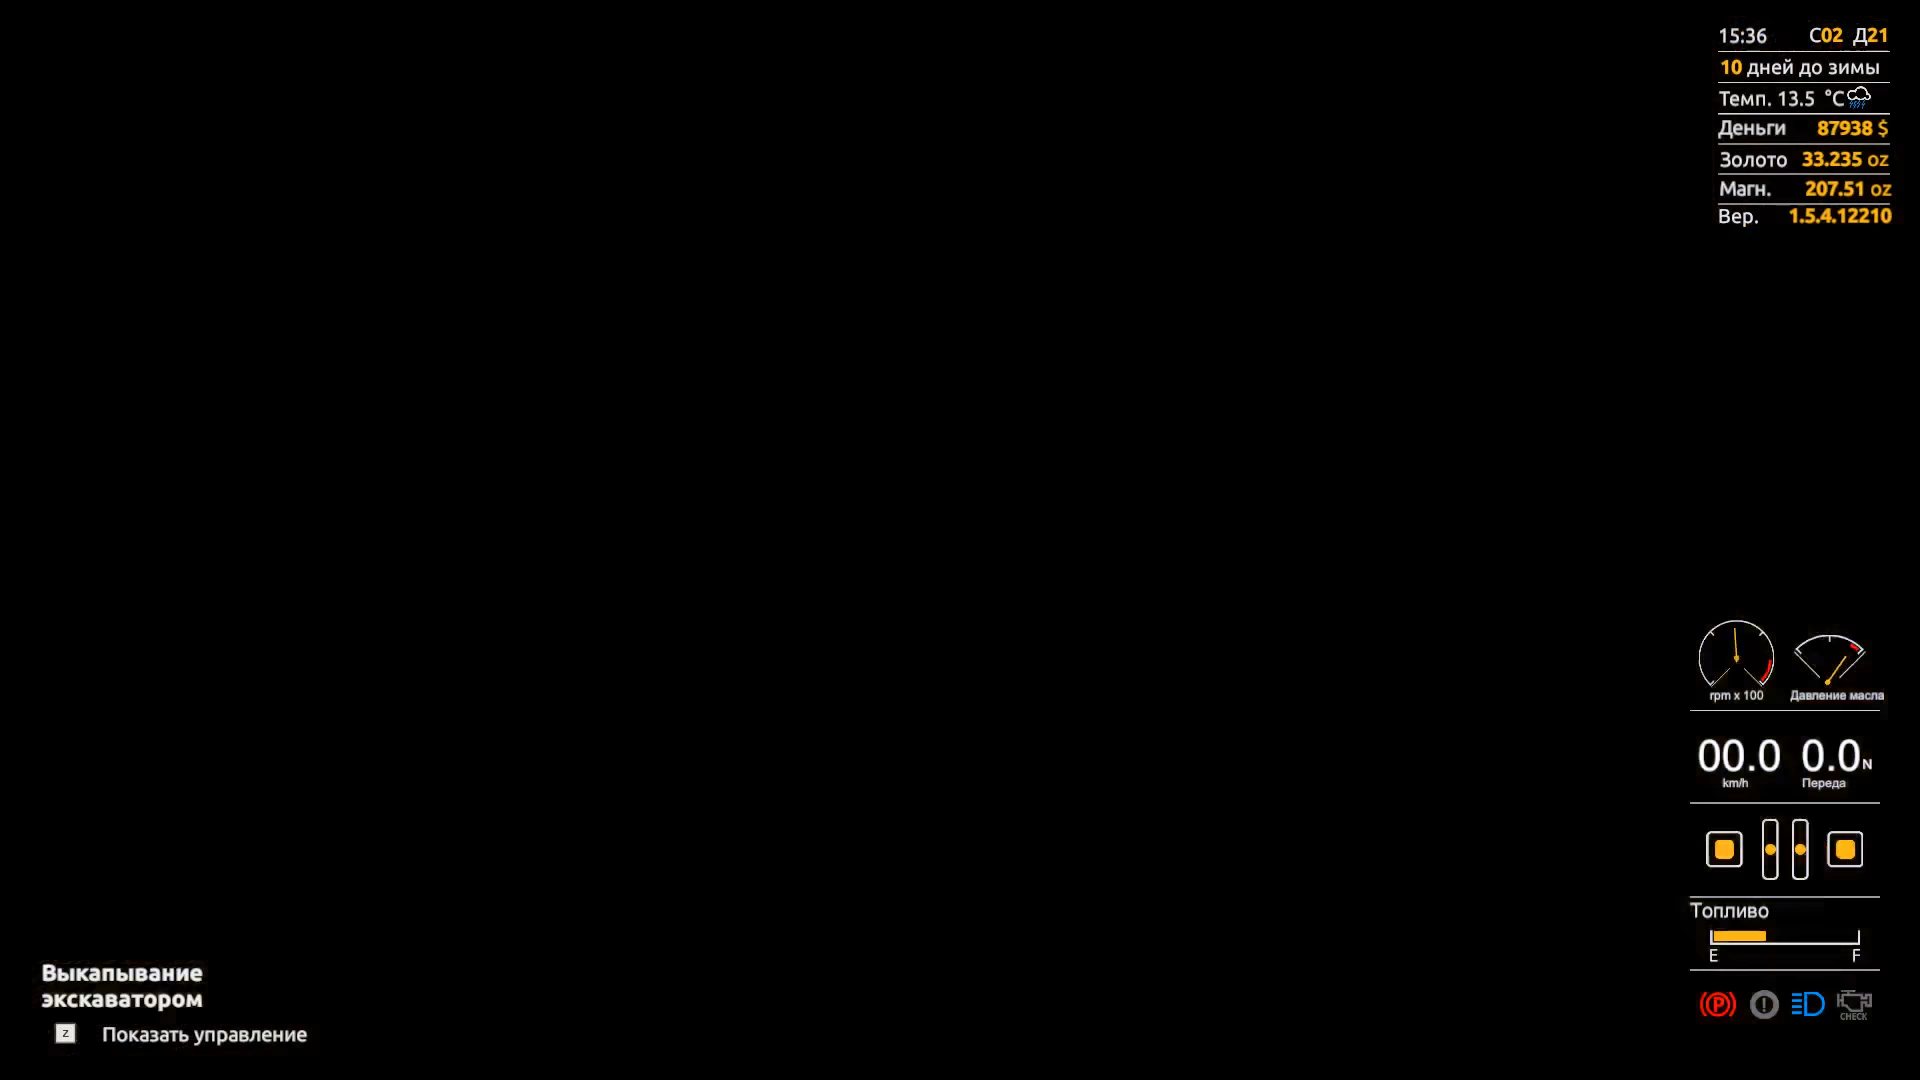 15:36 С02 Д21
10 дней до зимы
Темп. 13.5 °C
Деньги 87938 $
Золото 33.235 oz
Магн. 207.51 oz
Вер. 1.5.4.12210
rpm x 100 Давление масла
00.0 0.0 N
km/h Переда
Топливо
E F
CHECK
Выкапывание
экскаватором
Z Показать управление